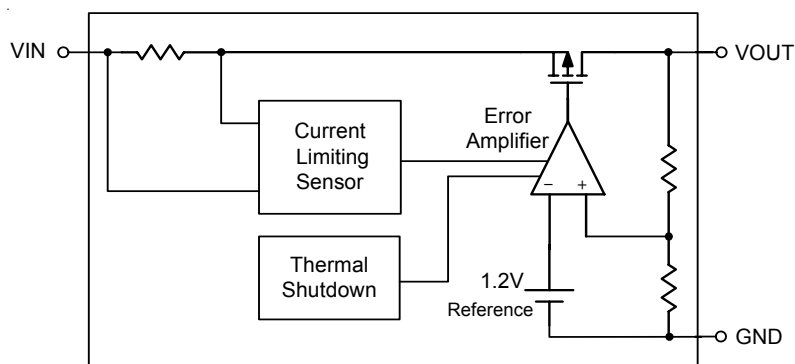 VIN
VOUT
Error
Amplifier
Current
Limiting
Sensor
− +
Thermal
Shutdown
1.2V
Reference
GND